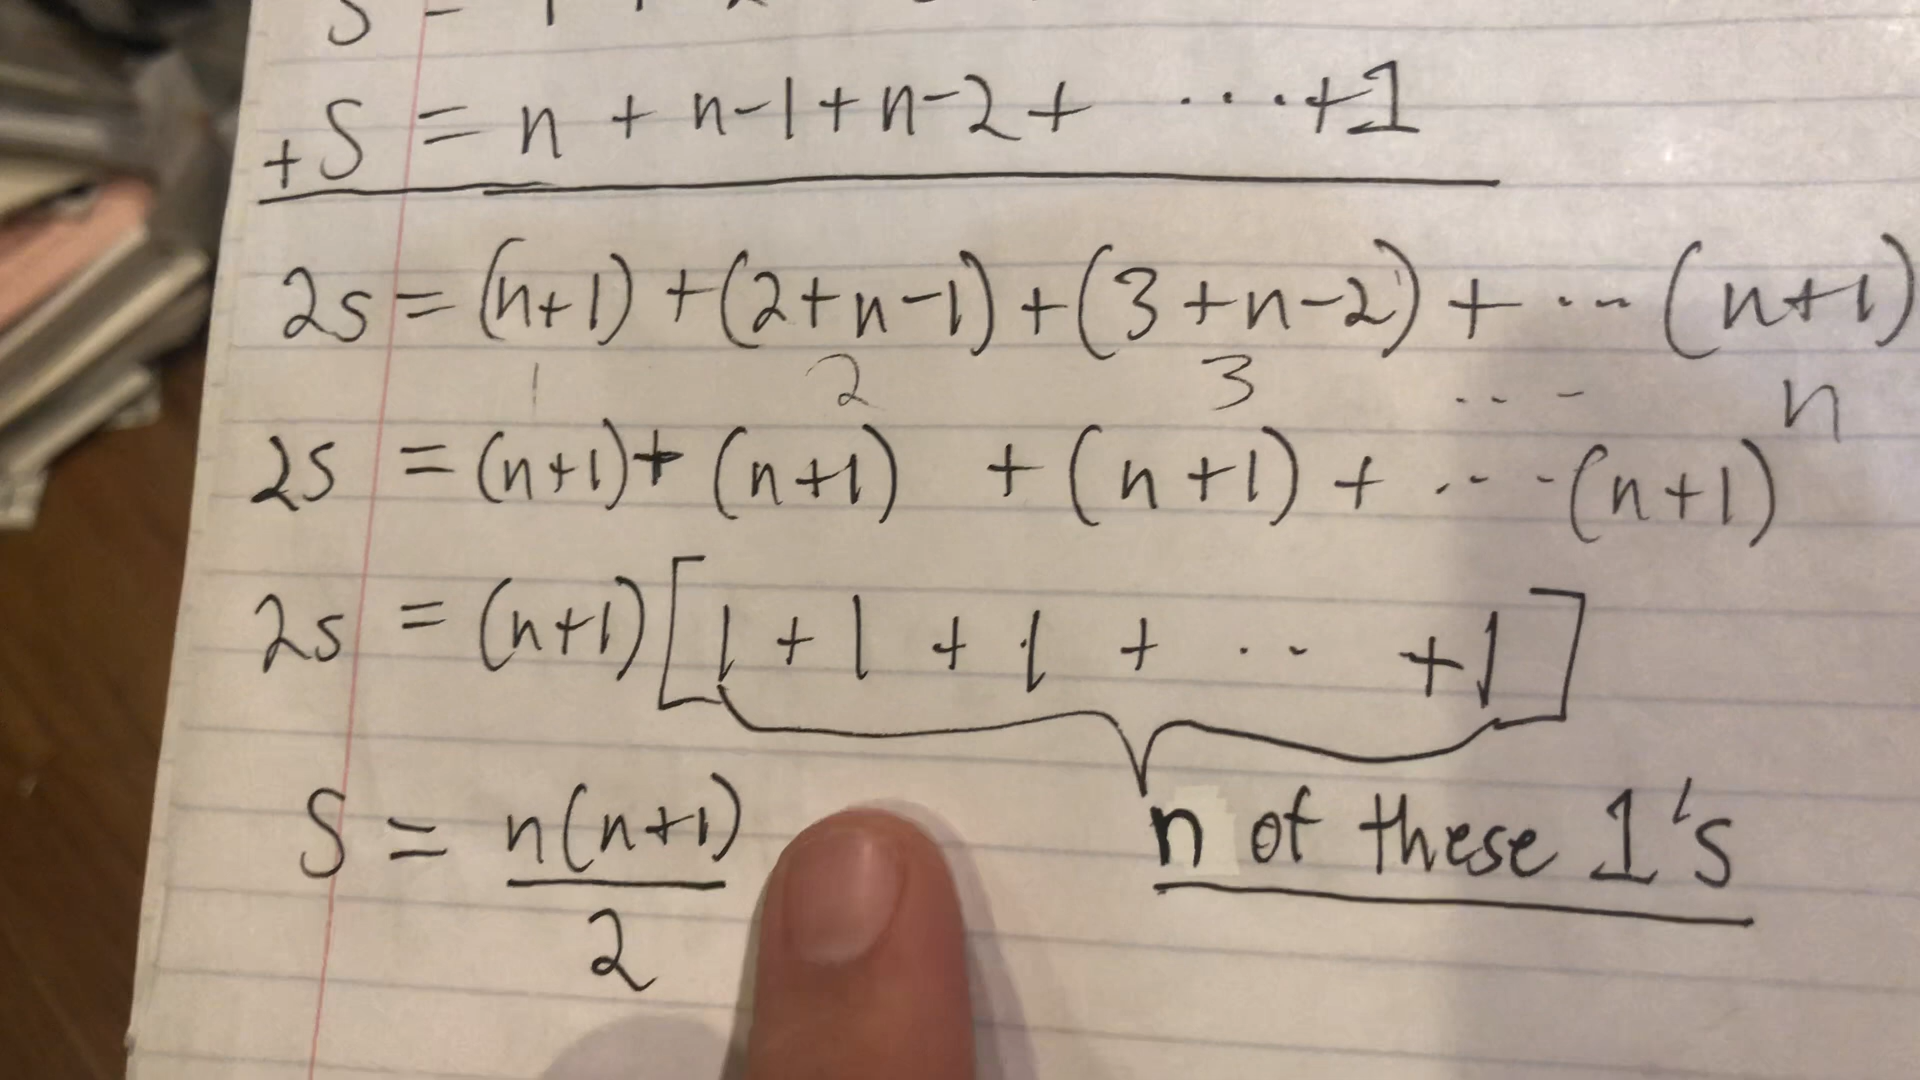 +S = n + n-1 + n-2 + ....+1
2s = (n+1) + (2+n-1) + (3+n-2) + ... (n+1)
1 2 3 ... n
2s = (n+1) + (n+1) + (n+1) + ... (n+1)
2s = (n+1)[1 + 1 + 1 + ... +1]
S = n(n+1)
2
n of these 1's